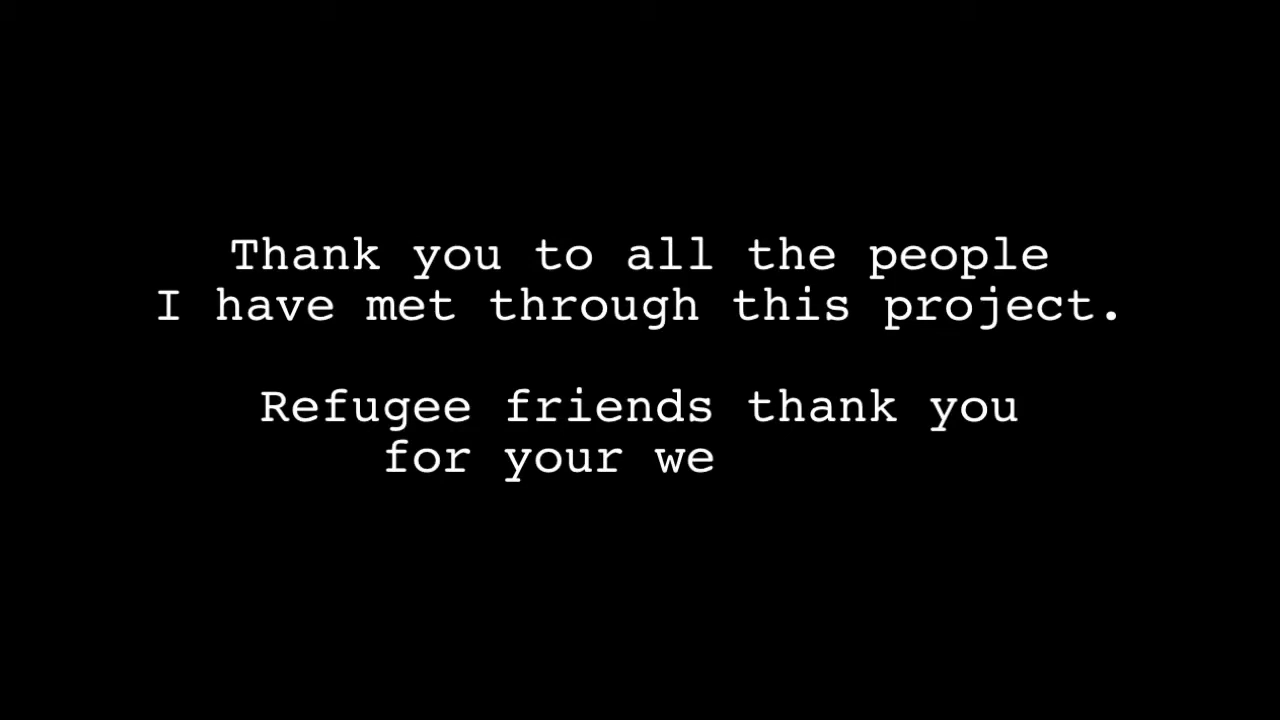 Thank you to all the people
I have met through this project.
Refugee friends thank you
for your we